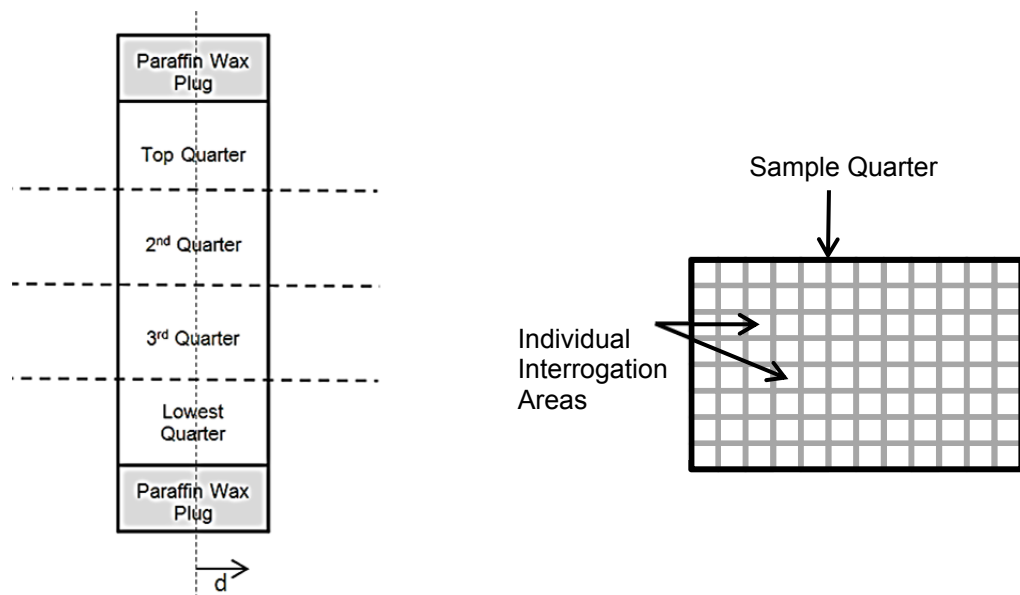 Paraffin Wax
Plug
Top Quarter
2nd Quarter
3rd Quarter
Lowest
Quarter
Paraffin Wax
Plug
d
Sample Quarter
Individual
Interrogation
Areas